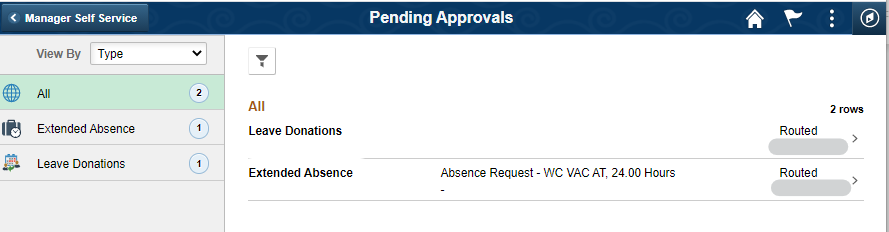 Manager Self Service
Pending Approvals
View By Type
All 2
Extended Absence 1
Leave Donations 1
All
2 rows
Leave Donations Routed
Extended Absence Absence Request - WC VAC AT, 24.00 Hours Routed
-